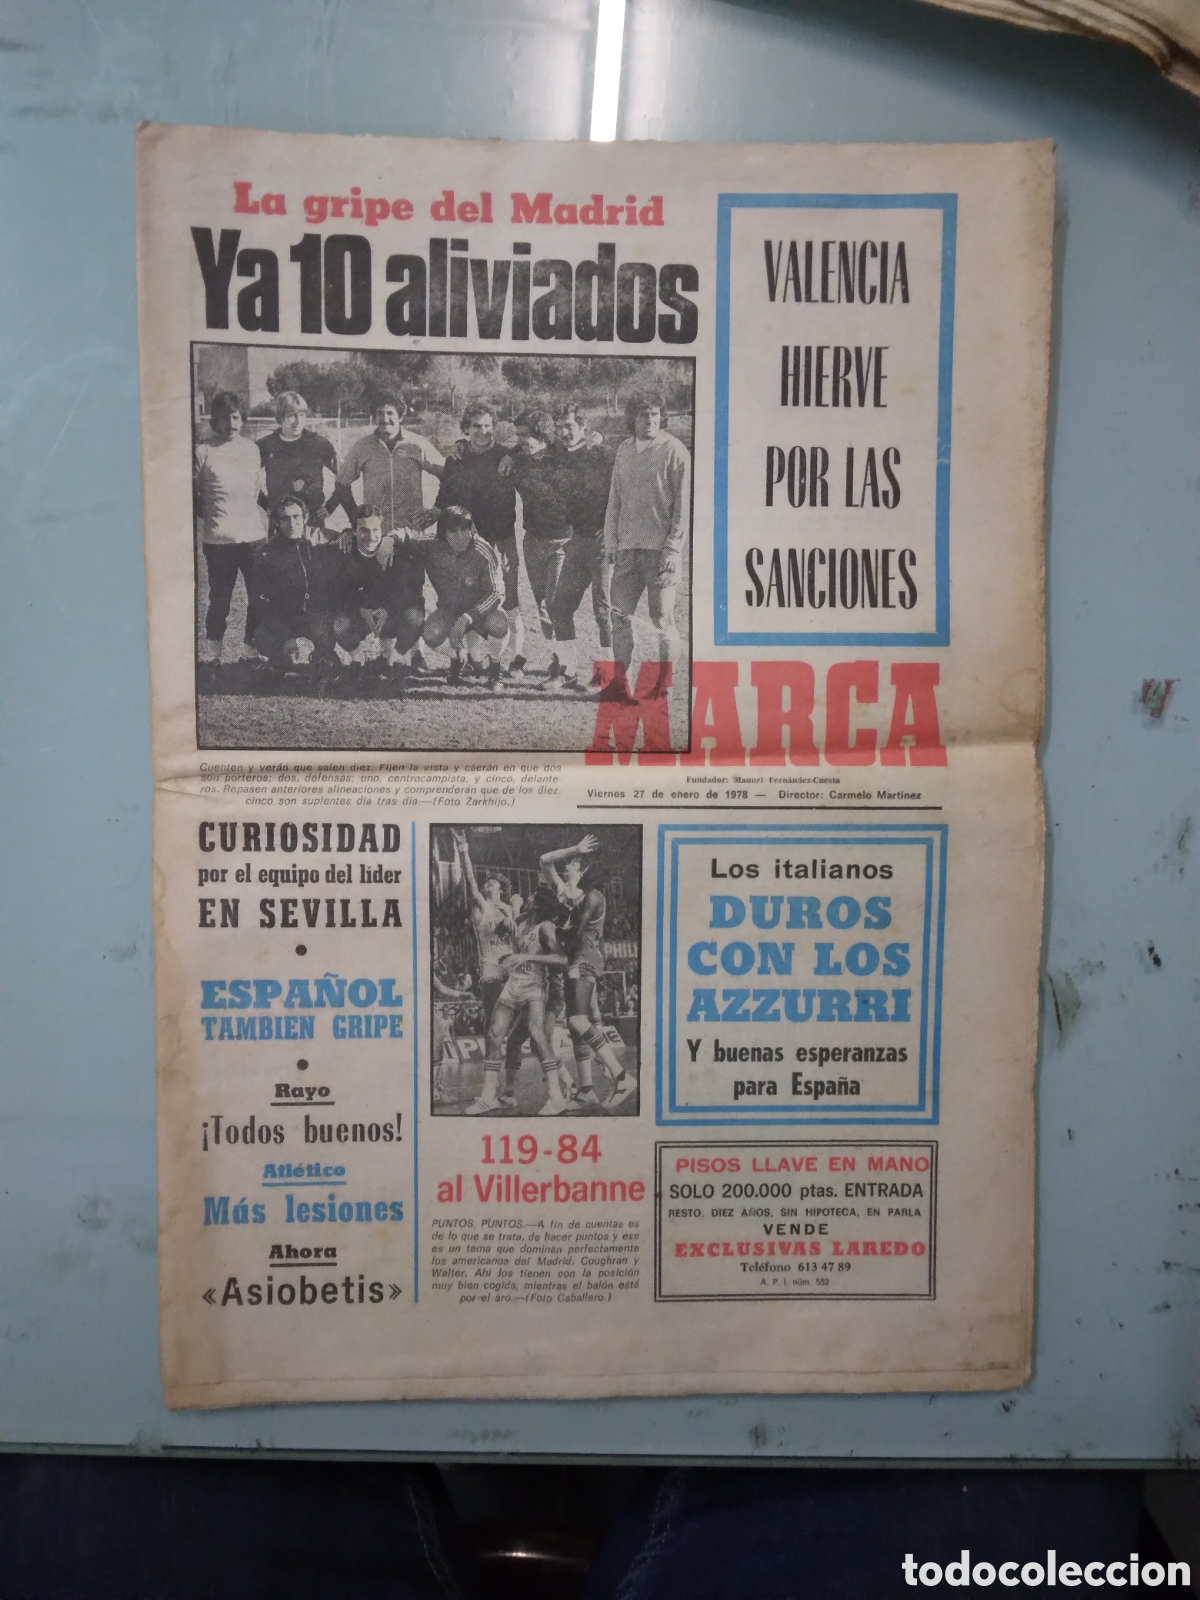 La gripe del Madrid
Ya 10 aliviados
VALENCIA
HIERVE
POR LAS
SANCIONES
MARCA
Fundador: Manuel Fernández-Cuesta
Viernes 27 de enero de 1978 — Director: Carmelo Martínez
Cuenten y verán que salen diez. Fijen la vista y caerán en que dos
son porteros; dos, defensas; uno, centrocampista, y cinco, delante
ros. Repasen anteriores alineaciones y comprenderán que de los diez,
cinco son suplentes día tras día.—(Foto Zarkhijo.)
CURIOSIDAD
por el equipo del líder
EN SEVILLA
ESPAÑOL
TAMBIEN GRIPE
Rayo
¡Todos buenos!
Atlético
Más lesiones
Ahora
«Asiobetis»
PHILI
119-84
al Villerbanne
PUNTOS, PUNTOS.—A fin de cuentas es
de lo que se trata, de hacer puntos y ese
es un tema que dominan perfectamente
los americanos del Madrid, Coughran y
Walter. Ahí los tienen con la posición
muy bien cogida, mientras el balón está
por el aro.—(Foto Caballero.)
Los italianos
DUROS
CON LOS
AZZURRI
Y buenas esperanzas
para España
PISOS LLAVE EN MANO
SOLO 200.000 ptas. ENTRADA
RESTO, DIEZ AÑOS, SIN HIPOTECA, EN PARLA
VENDE
EXCLUSIVAS LAREDO
Teléfono 613 47 89
A. P. I. núm. 552
todocoleccion